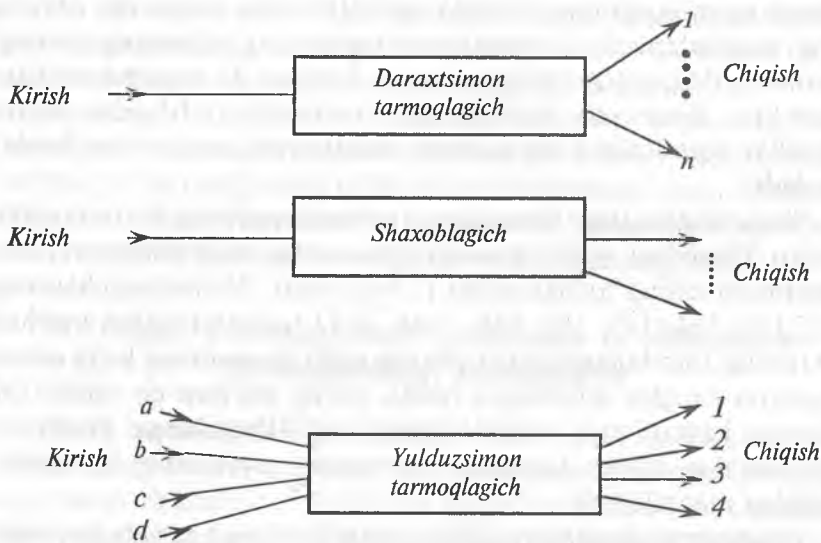 1
Daraxtsimon
tarmoqlagich
Kirish
Chiqish
n
Kirish
Shaxoblagich
Chiqish
a
1
b
Kirish
Yulduzsimon
tarmoqlagich
2
Chiqish
c
3
d
4